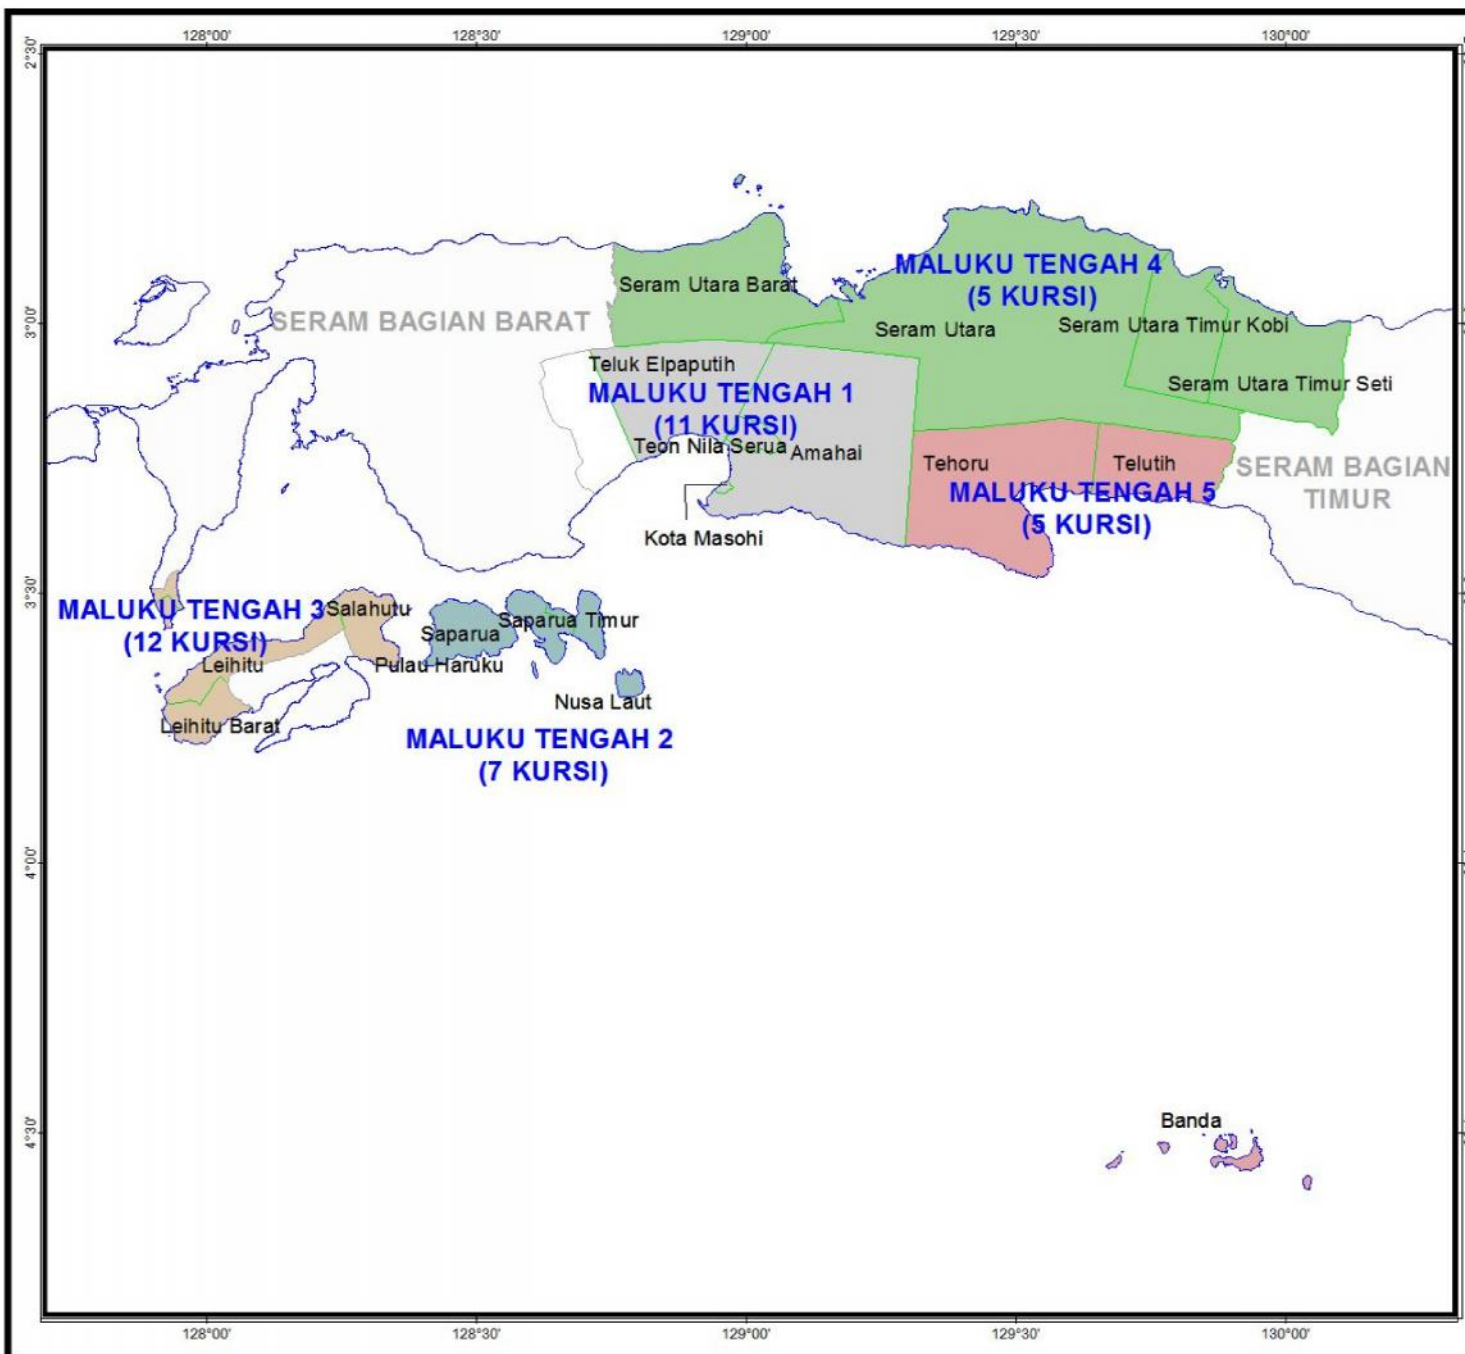 128°00'
128°30'
129°00'
129°30'
130°00'
2°30'
3°00'
3°30'
4°00'
4°30'
MALUKU TENGAH 4
(5 KURSI)
Seram Utara Barat
SERAM BAGIAN BARAT
Seram Utara
Seram Utara Timur Kobi
Seram Utara Timur Seti
Teluk Elpaputih
MALUKU TENGAH 1
(11 KURSI)
Teon Nila Serua
Amahai
Tehoru
Telutih
SERAM BAGIAN
TIMUR
MALUKU TENGAH 5
(5 KURSI)
Kota Masohi
MALUKU TENGAH 3
(12 KURSI)
Salahutu
Saparua
Saparua Timur
Leihitu
Pulau Haruku
Nusa Laut
Leihitu Barat
MALUKU TENGAH 2
(7 KURSI)
Banda
128°00'
128°30'
129°00'
129°30'
130°00'